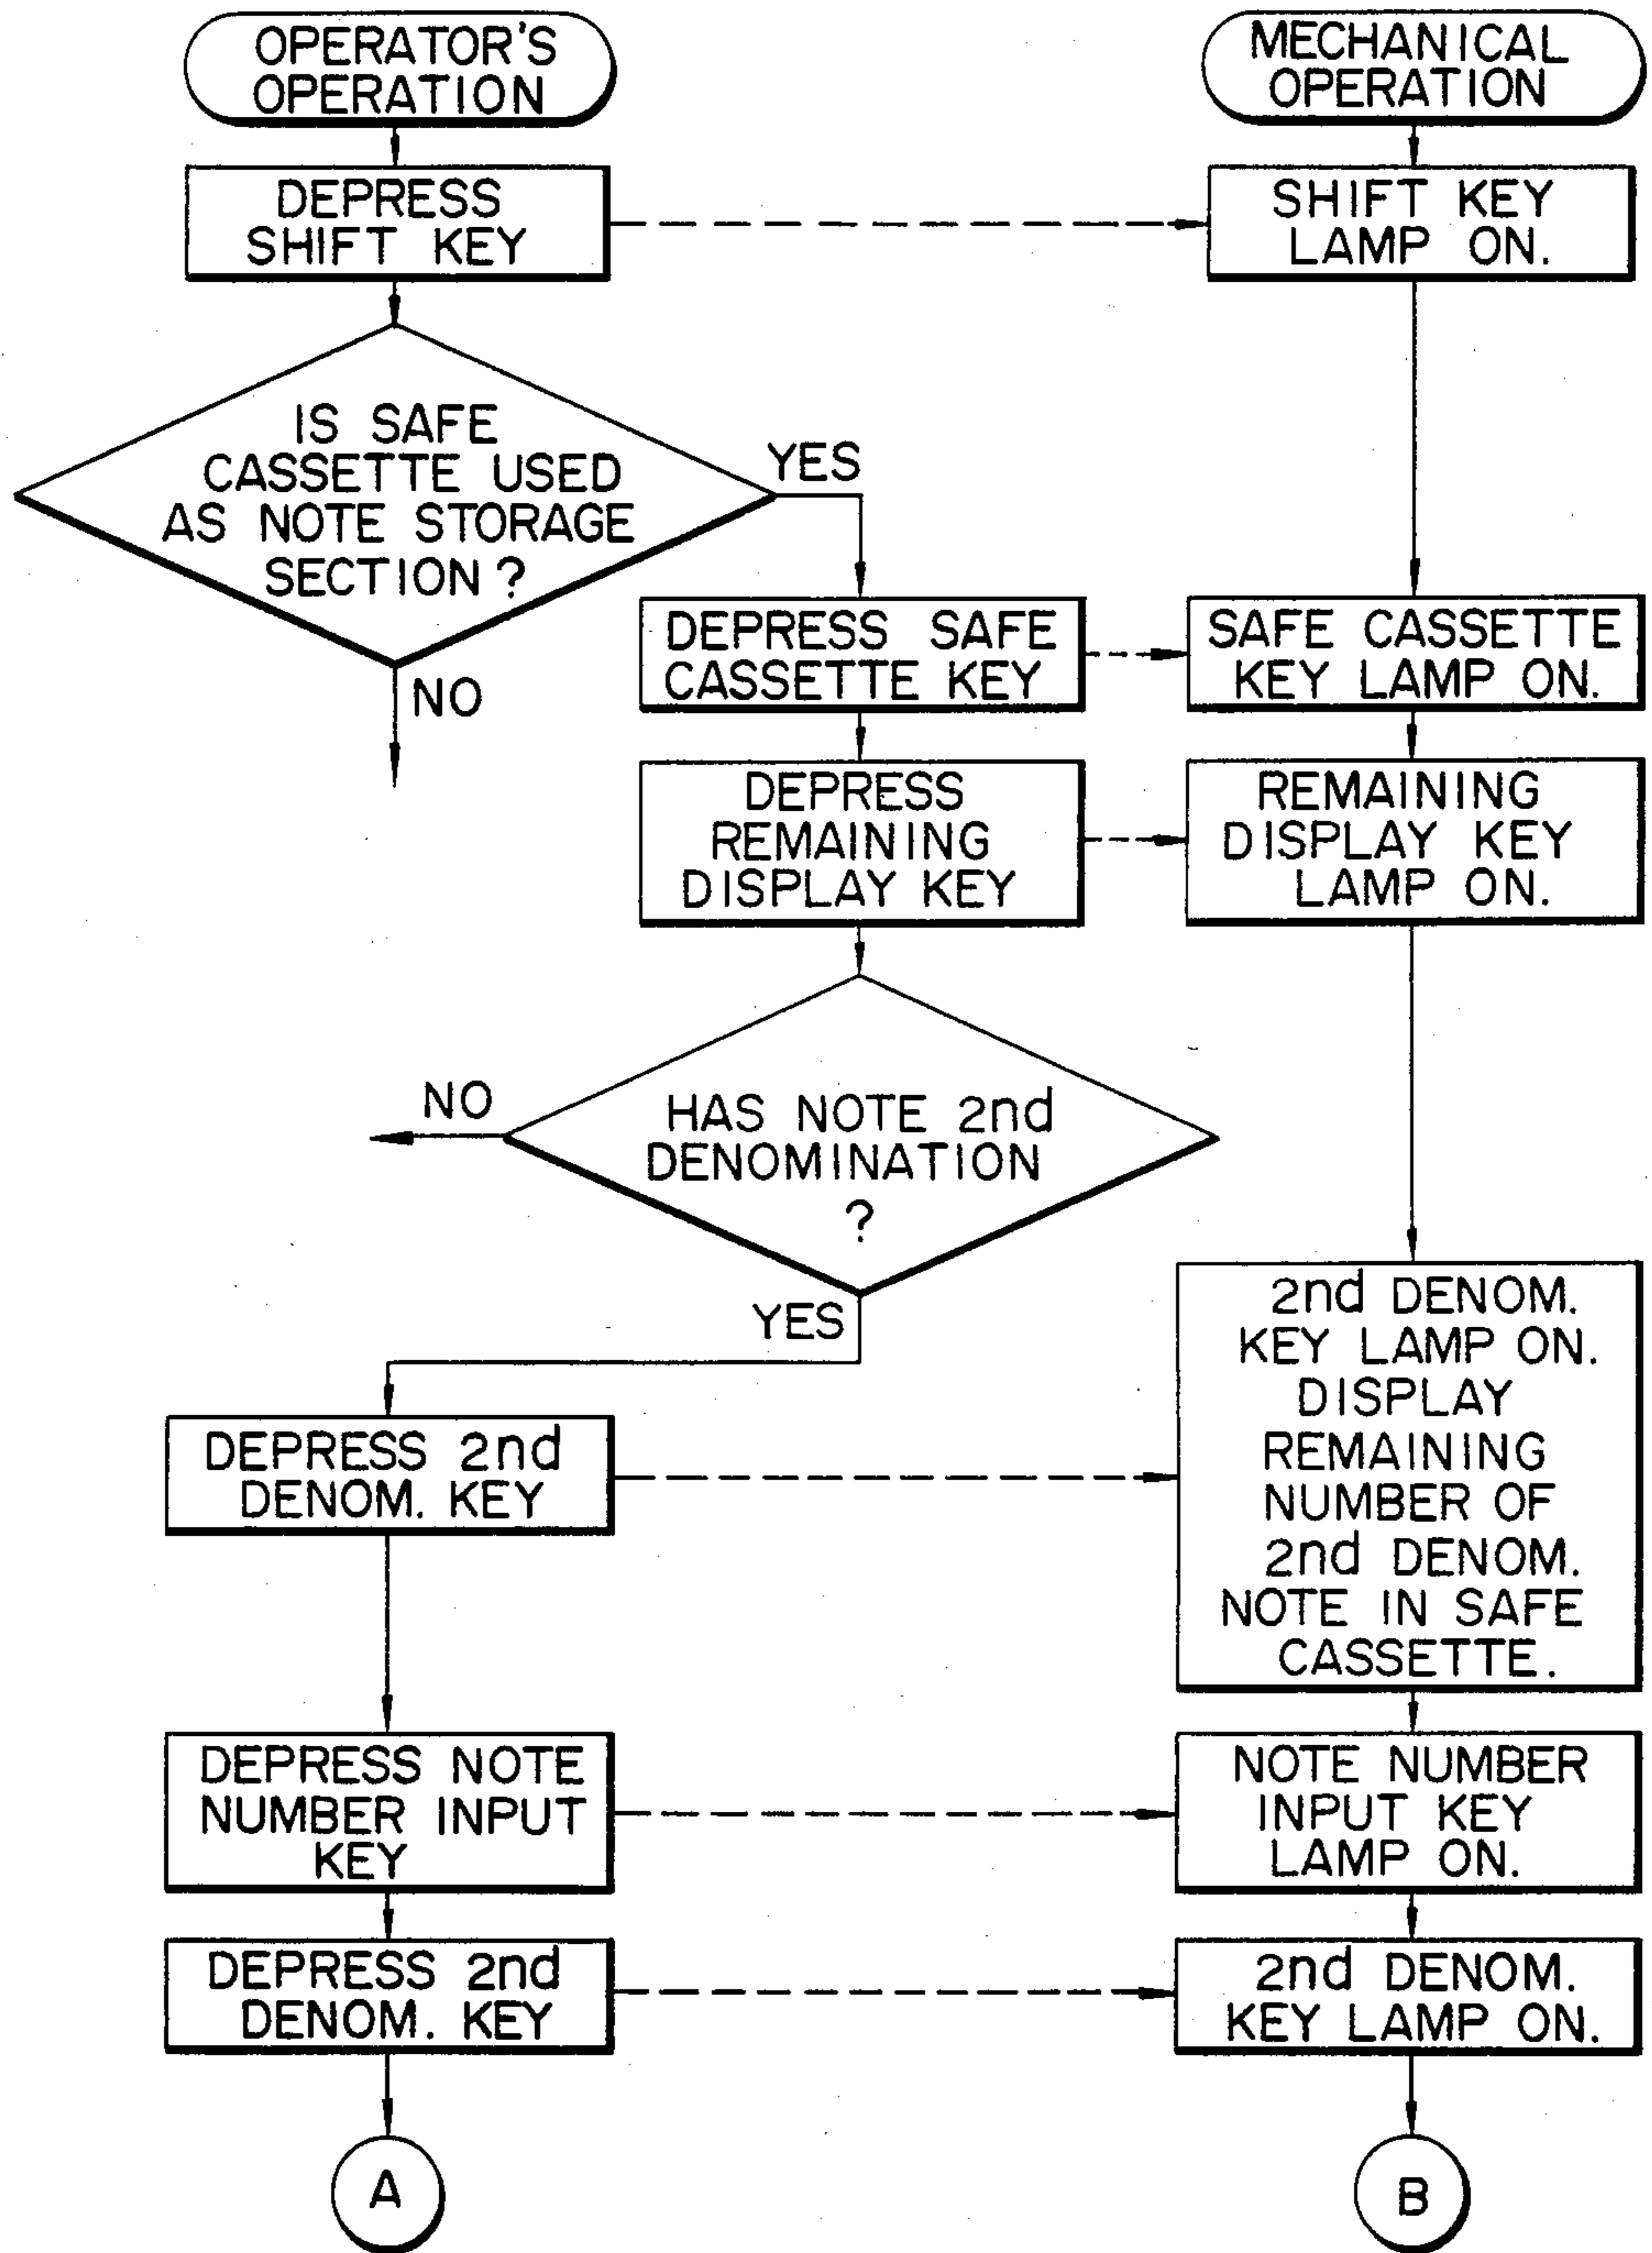 OPERATOR'S
OPERATION
MECHANICAL
OPERATION
DEPRESS
SHIFT KEY
SHIFT KEY
LAMP ON.
IS SAFE
CASSETTE USED
AS NOTE STORAGE
SECTION?
YES
NO
DEPRESS SAFE
CASSETTE KEY
SAFE CASSETTE
KEY LAMP ON.
DEPRESS
REMAINING
DISPLAY KEY
REMAINING
DISPLAY KEY
LAMP ON.
HAS NOTE 2nd
DENOMINATION
?
NO
YES
DEPRESS 2nd
DENOM. KEY
2nd DENOM.
KEY LAMP ON.
DISPLAY
REMAINING
NUMBER OF
2nd DENOM.
NOTE IN SAFE
CASSETTE.
DEPRESS NOTE
NUMBER INPUT
KEY
NOTE NUMBER
INPUT KEY
LAMP ON.
DEPRESS 2nd
DENOM. KEY
2nd DENOM.
KEY LAMP ON.
A
B